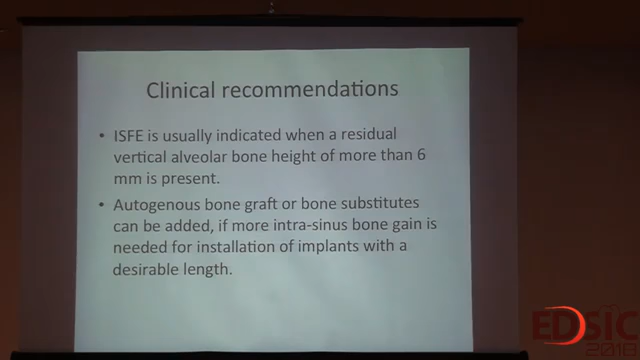 Clinical recommendations
• ISFE is usually indicated when a residual
vertical alveolar bone height of more than 6
mm is present.
• Autogenous bone graft or bone substitutes
can be added, if more intra-sinus bone gain is
needed for installation of implants with a
desirable length.
EDSIC
2016